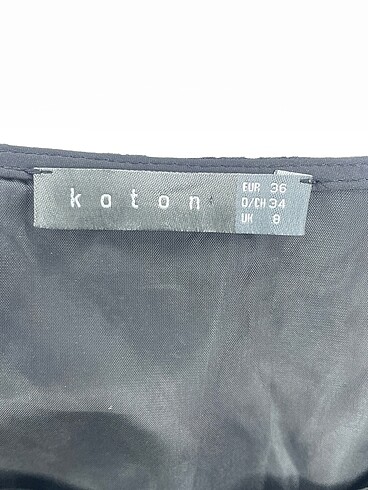 koton
EUR 36
D/CH 34
UK 8